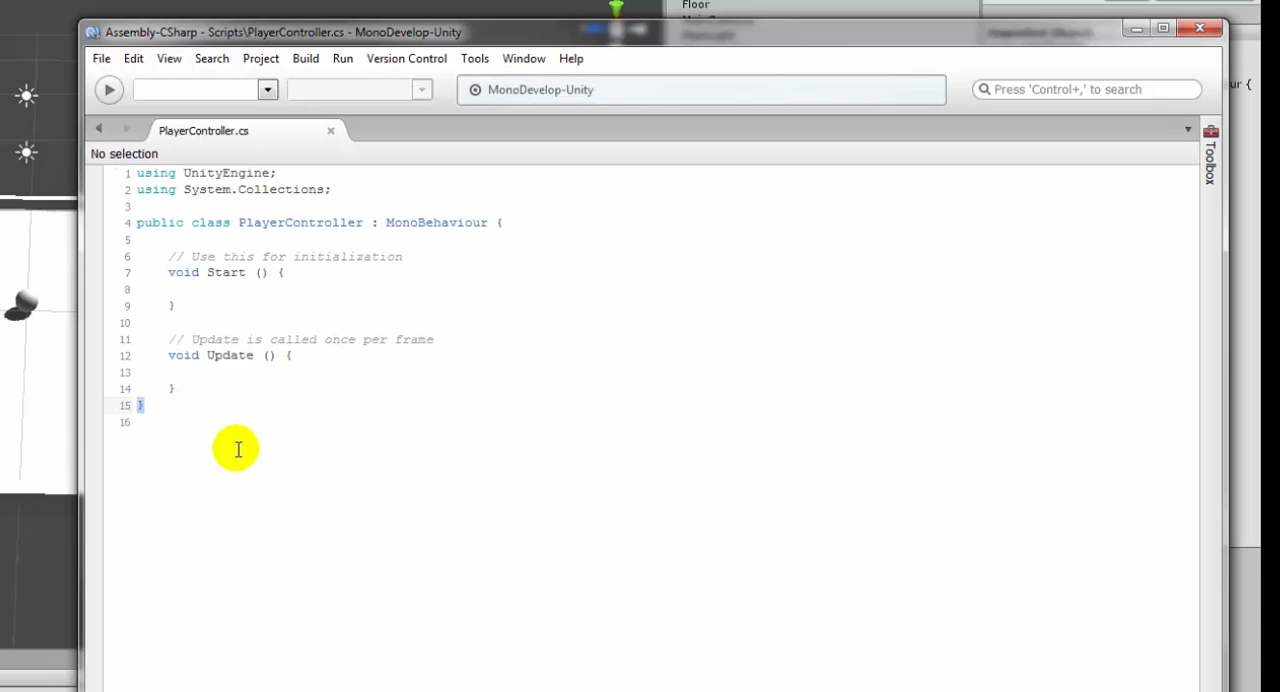 Floor
Assembly-CSharp - Scripts\PlayerController.cs - MonoDevelop-Unity
File Edit View Search Project Build Run Version Control Tools Window Help
MonoDevelop-Unity
Press 'Control+,' to search
ur {
PlayerController.cs
No selection
Toolbox
1 using UnityEngine;
2 using System.Collections;
3
4 public class PlayerController : MonoBehaviour {
5
6 // Use this for initialization
7 void Start () {
8
9 }
10
11 // Update is called once per frame
12 void Update () {
13
14 }
15 }
16